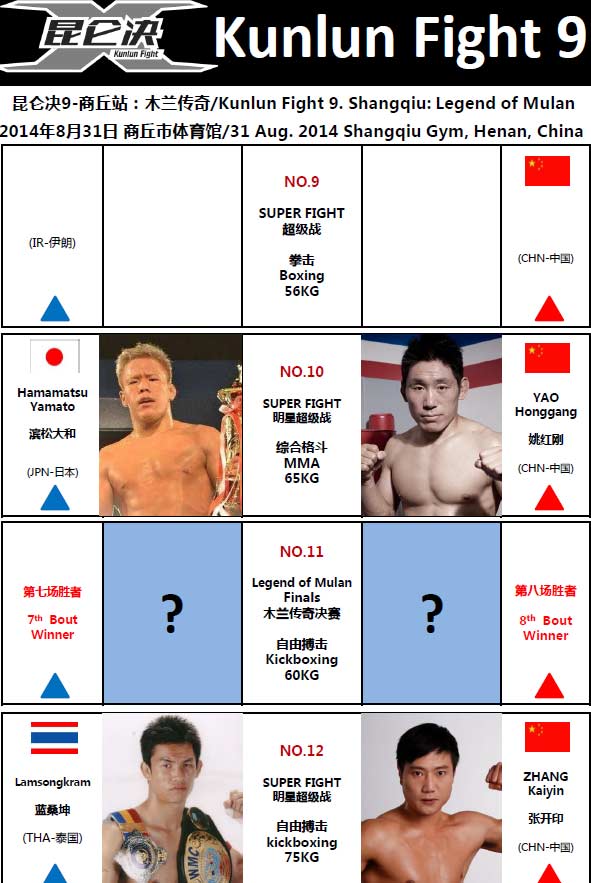 昆仑决
Kunlun Fight
Kunlun Fight 9
昆仑决9-商丘站：木兰传奇/Kunlun Fight 9. Shangqiu: Legend of Mulan
2014年8月31日 商丘市体育馆/31 Aug. 2014 Shangqiu Gym, Henan, China
(IR-伊朗)
NO.9
SUPER FIGHT
超级战
拳击
Boxing
56KG
(CHN-中国)
Hamamatsu
Yamato
滨松大和
(JPN-日本)
NO.10
SUPER FIGHT
明星超级战
综合格斗
MMA
65KG
YAO
Honggang
姚红刚
(CHN-中国)
第七场胜者
7th Bout
Winner
?
NO.11
Legend of Mulan
Finals
木兰传奇决赛
自由搏击
Kickboxing
60KG
?
第八场胜者
8th Bout
Winner
Lamsongkram
蓝桑坤
(THA-泰国)
NO.12
SUPER FIGHT
明星超级战
自由搏击
kickboxing
75KG
ZHANG
Kaiyin
张开印
(CHN-中国)